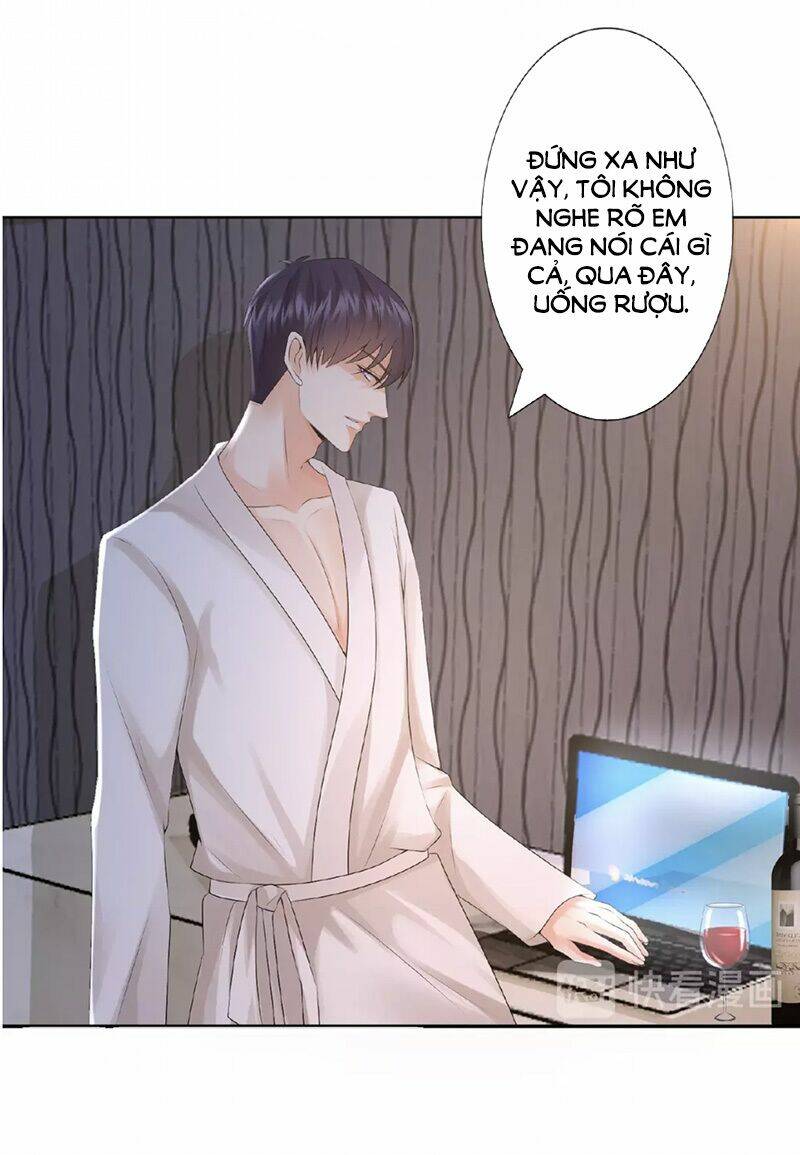 ĐỨNG XA NHƯ
VẬY, TÔI KHÔNG
NGHE RÕ EM
ĐANG NÓI CÁI GÌ
CẢ, QUA ĐÂY,
UỐNG RƯỢU.
快看漫画